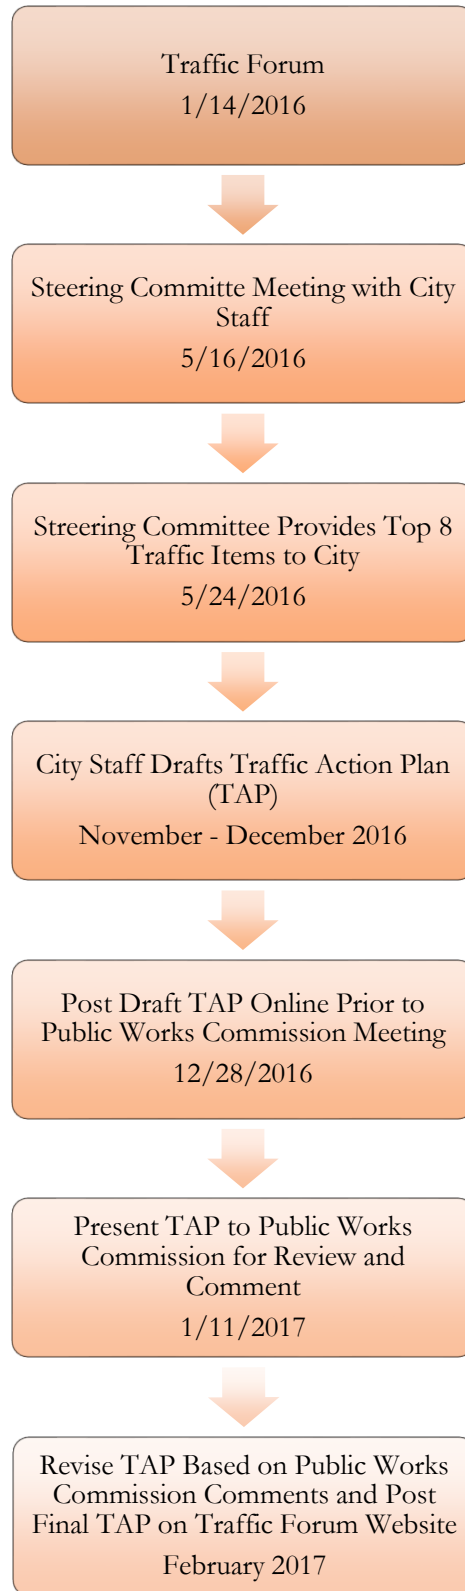 Traffic Forum
1/14/2016
Steering Committe Meeting with City
Staff
5/16/2016
Streering Committee Provides Top 8
Traffic Items to City
5/24/2016
City Staff Drafts Traffic Action Plan
(TAP)
November - December 2016
Post Draft TAP Online Prior to
Public Works Commission Meeting
12/28/2016
Present TAP to Public Works
Commission for Review and
Comment
1/11/2017
Revise TAP Based on Public Works
Commission Comments and Post
Final TAP on Traffic Forum Website
February 2017